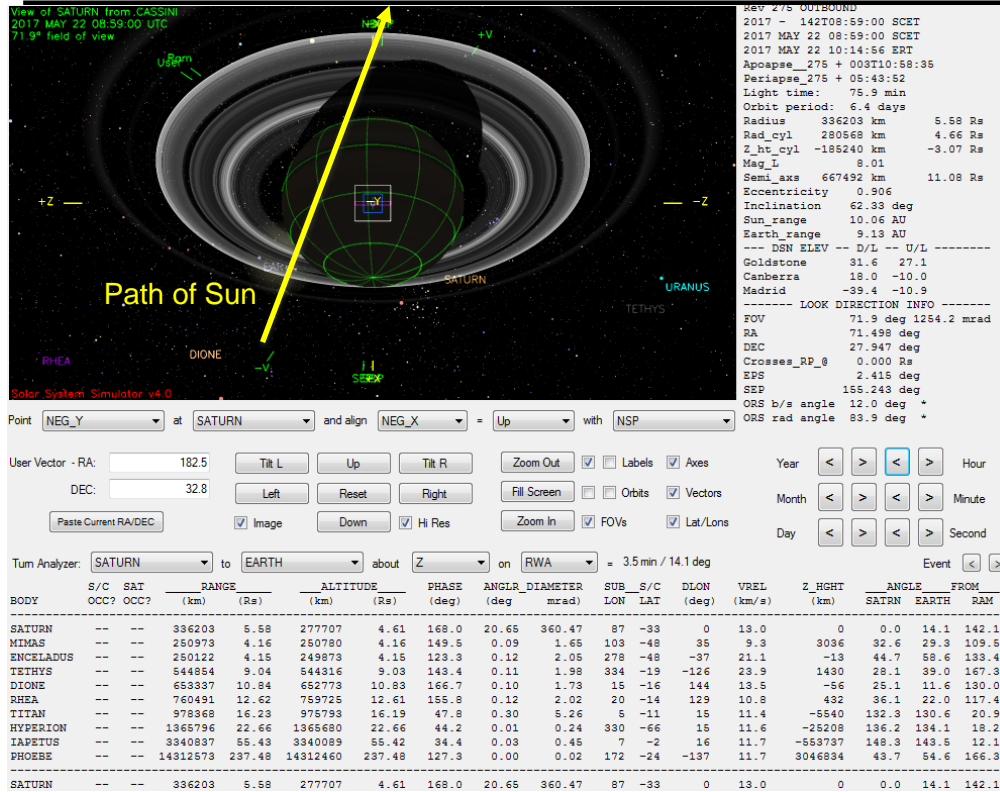 View of SATURN from CASSINI
2017 MAY 22 08:59:00 UTC
71.9° field of view
+V
Ram
User
+Z
-Y
-Z
SATURN
URANUS
TETHYS
Path of Sun
DIONE
RHEA
-V
Solar System Simulator v4.0
Rev 275 OUTBOUND
2017 - 142T08:59:00 SCET
2017 MAY 22 08:59:00 SCET
2017 MAY 22 10:14:56 ERT
Apoapse__275 + 003T10:58:35
Periapse_275 + 05:43:52
Light time: 75.9 min
Orbit period: 6.4 days
Radius 336203 km 5.58 Rs
Rad_cyl 280568 km 4.66 Rs
Z_ht_cyl -185240 km -3.07 Rs
Mag_L 8.01
Semi_axs 667492 km 11.08 Rs
Eccentricity 0.906
Inclination 62.33 deg
Sun_range 10.06 AU
Earth_range 9.13 AU
--- DSN ELEV -- D/L -- U/L --------
Goldstone 31.6 27.1
Canberra 18.0 -10.0
Madrid -39.4 -10.9
------- LOOK DIRECTION INFO -------
FOV 71.9 deg 1254.2 mrad
RA 71.498 deg
DEC 27.947 deg
Crosses_RP_@ 0.000 Rs
EPS 2.415 deg
SEP 155.243 deg
ORS b/s angle 12.0 deg *
ORS rad angle 83.9 deg *
Point NEG_Y at SATURN and align NEG_X = Up with NSP
User Vector - RA: 182.5 Tilt L Up Tilt R Zoom Out Labels Axes Year < > < > Hour
DEC: 32.8 Left Reset Right Fill Screen Orbits Vectors Month < > < > Minute
Paste Current RA/DEC Image Down Hi Res Zoom In FOVs Lat/Lons Day < > < > Second
Turn Analyzer: SATURN to EARTH about Z on RWA = 3.5 min / 14.1 deg Event < >
S/C SAT RANGE ALTITUDE PHASE ANGLR_DIAMETER SUB__S/C DLON VREL Z_HGHT ANGLE FROM
BODY OCC? OCC? (km) (Rs) (km) (Rs) (deg) (deg mrad) LON LAT (deg) (km/s) (km) SATRN EARTH RAM
SATURN -- -- 336203 5.58 277707 4.61 168.0 20.65 360.47 87 -33 0 13.0 0 0.0 14.1 142.1
MIMAS -- -- 250973 4.16 250780 4.16 149.5 0.09 1.65 103 -48 35 9.3 3036 32.6 29.3 109.5
ENCELADUS -- -- 250122 4.15 249873 4.15 123.3 0.12 2.05 278 -48 -37 21.1 -13 44.7 58.6 133.4
TETHYS -- -- 544854 9.04 544316 9.03 143.4 0.11 1.98 334 -19 -126 23.9 1430 28.1 39.0 167.3
DIONE -- -- 653337 10.84 652773 10.83 166.7 0.10 1.73 15 -16 144 13.5 -56 25.1 11.6 130.0
RHEA -- -- 760491 12.62 759725 12.61 155.8 0.12 2.02 20 -14 129 10.8 432 36.1 22.0 117.4
TITAN -- -- 978368 16.23 975793 16.19 47.8 0.30 5.26 5 -11 15 11.4 -5540 132.3 130.6 20.9
HYPERION -- -- 1365796 22.66 1365680 22.66 44.2 0.01 0.24 330 -66 15 11.6 -25208 136.2 134.1 18.2
IAPETUS -- -- 3340837 55.43 3340089 55.42 34.4 0.03 0.45 7 -2 16 11.7 -553737 148.3 143.5 12.1
PHOEBE -- -- 14312573 237.48 14312460 237.48 127.3 0.00 0.02 172 -24 -137 11.7 3046834 43.7 54.6 166.3
SATURN -- -- 336203 5.58 277707 4.61 168.0 20.65 360.47 87 -33 0 13.0 0 0.0 14.1 142.1